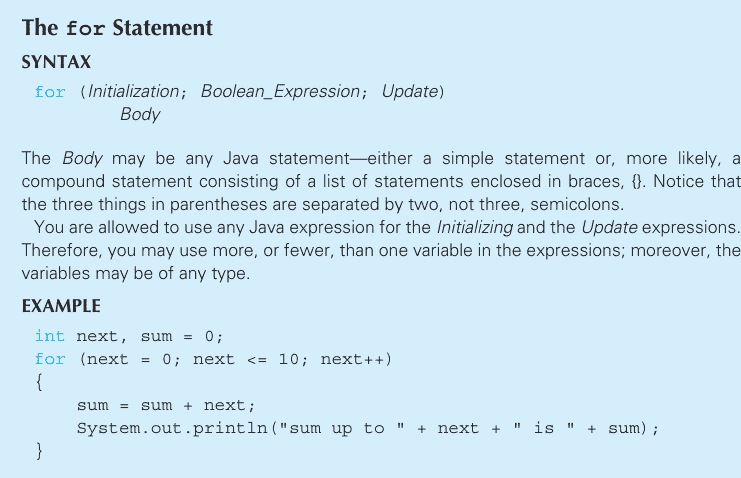 The for Statement
SYNTAX
for (Initialization; Boolean_Expression; Update)
Body
The Body may be any Java statement—either a simple statement or, more likely, a
compound statement consisting of a list of statements enclosed in braces, {}. Notice that
the three things in parentheses are separated by two, not three, semicolons.
You are allowed to use any Java expression for the Initializing and the Update expressions.
Therefore, you may use more, or fewer, than one variable in the expressions; moreover, the
variables may be of any type.
EXAMPLE
int next, sum = 0;
for (next = 0; next <= 10; next++)
{
    sum = sum + next;
    System.out.println("sum up to " + next + " is " + sum);
}